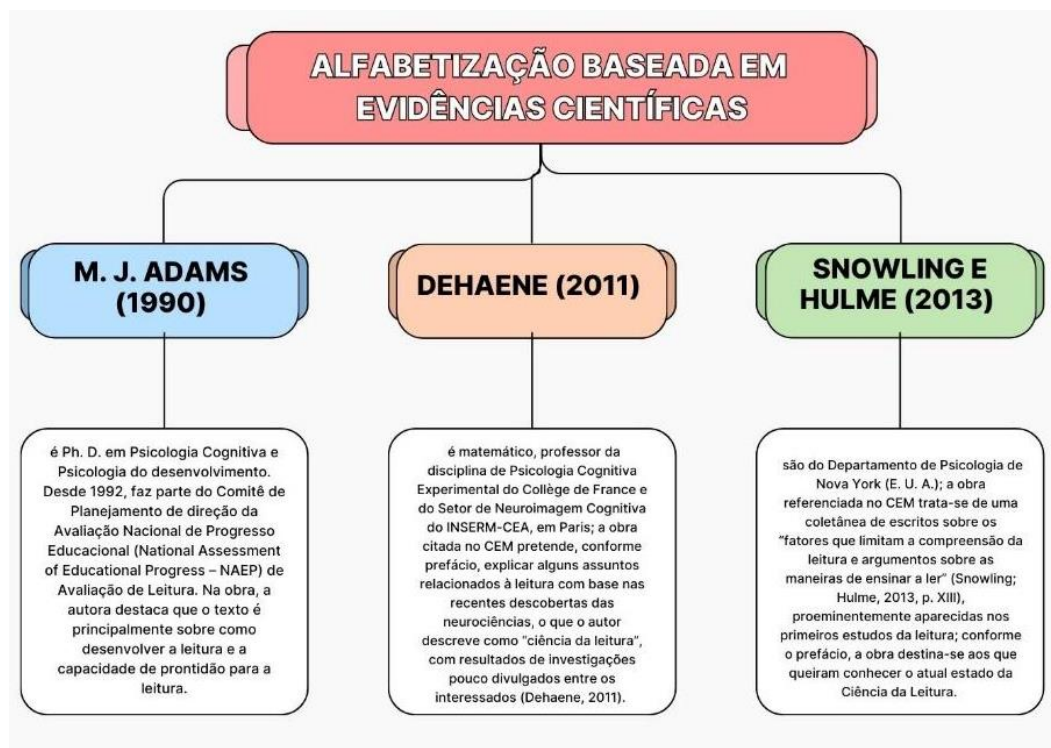 ALFABETIZAÇÃO BASEADA EM
EVIDÊNCIAS CIENTÍFICAS
M. J. ADAMS
(1990)
é Ph. D. em Psicologia Cognitiva e
Psicologia do desenvolvimento.
Desde 1992, faz parte do Comitê de
Planejamento de direção da
Avaliação Nacional de Progresso
Educacional (National Assessment
of Educational Progress – NAEP) de
Avaliação de Leitura. Na obra, a
autora destaca que o texto é
principalmente sobre como
desenvolver a leitura e a
capacidade de prontidão para a
leitura.
DEHAENE (2011)
é matemático, professor da
disciplina de Psicologia Cognitiva
Experimental do Collège de France e
do Setor de Neuroimagem Cognitiva
do INSERM-CEA, em Paris; a obra
citada no CEM pretende, conforme
prefácio, explicar alguns assuntos
relacionados à leitura com base nas
recentes descobertas das
neurociências, o que o autor
descreve como “ciência da leitura”,
com resultados de investigações
pouco divulgados entre os
interessados (Dehaene, 2011).
SNOWLING E
HULME (2013)
são do Departamento de Psicologia de
Nova York (E. U. A.); a obra
referenciada no CEM trata-se de uma
coletânea de escritos sobre os
“fatores que limitam a compreensão da
leitura e argumentos sobre as
maneiras de ensinar a ler” (Snowling;
Hulme, 2013, p. XIII),
proeminentemente aparecidas nos
primeiros estudos da leitura; conforme
o prefácio, a obra destina-se aos que
queiram conhecer o atual estado da
Ciência da Leitura.